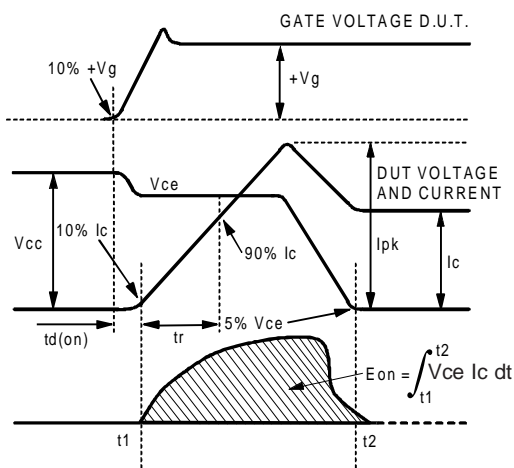 GATE VOLTAGE D.U.T.
10% +Vg
+Vg
DUT VOLTAGE
AND CURRENT
Vce
Vcc
10% Ic
90% Ic
Ipk
Ic
td(on)
tr
5% Vce
t2
Eon = ∫ Vce Ic dt
t1
t1
t2